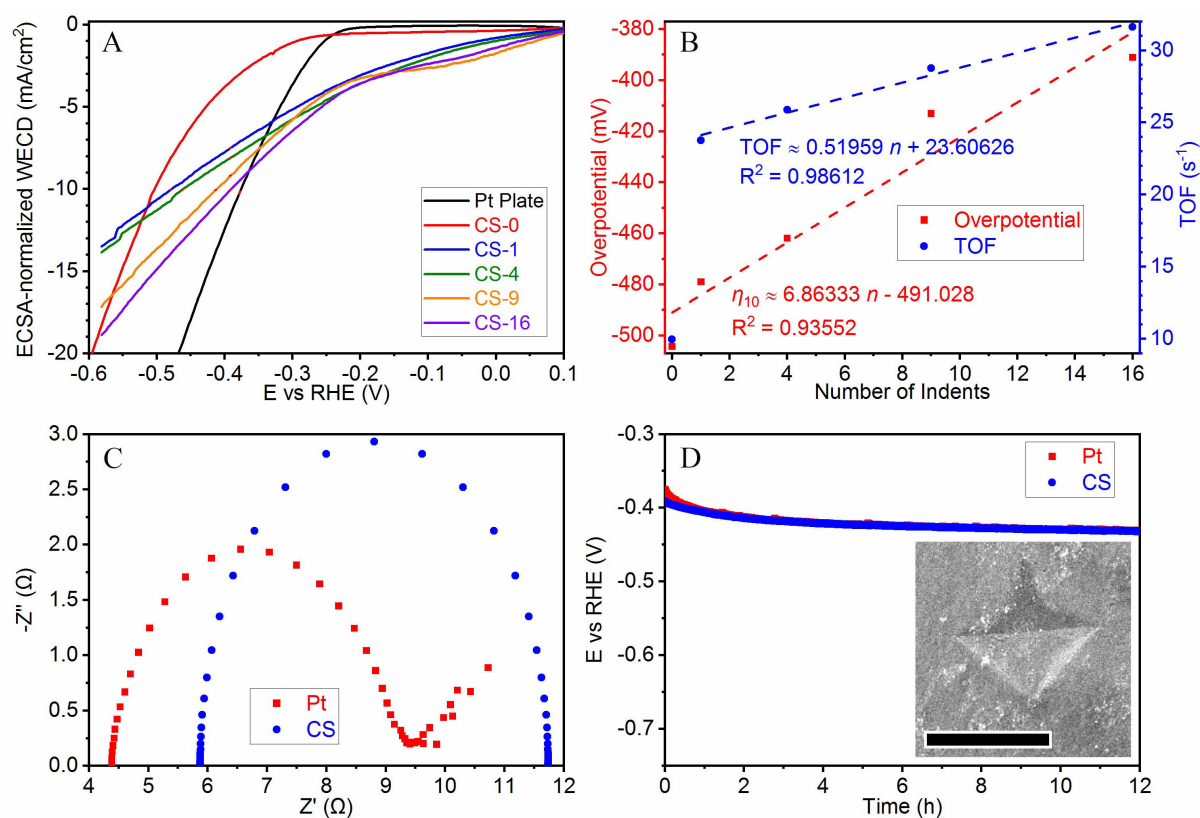 A
ECSA-normalized WECD (mA/cm²)
0
-5
-10
-15
-20
Pt Plate
CS-0
CS-1
CS-4
CS-9
CS-16
-0.6 -0.5 -0.4 -0.3 -0.2 -0.1 0.0 0.1
E vs RHE (V)
B
Overpotential (mV)
-380
-400
-420
-440
-460
-480
-500
TOF ≈ 0.51959 n + 23.60626
R² = 0.98612
Overpotential
TOF
η₁₀ ≈ 6.86333 n - 491.028
R² = 0.93552
30
25
20
15
10
TOF (s⁻¹)
0 2 4 6 8 10 12 14 16
Number of Indents
C
-Z'' (Ω)
3.0
2.5
2.0
1.5
1.0
0.5
0.0
Pt
CS
4 5 6 7 8 9 10 11 12
Z' (Ω)
D
E vs RHE (V)
-0.3
-0.4
-0.5
-0.6
-0.7
Pt
CS
0 2 4 6 8 10 12
Time (h)